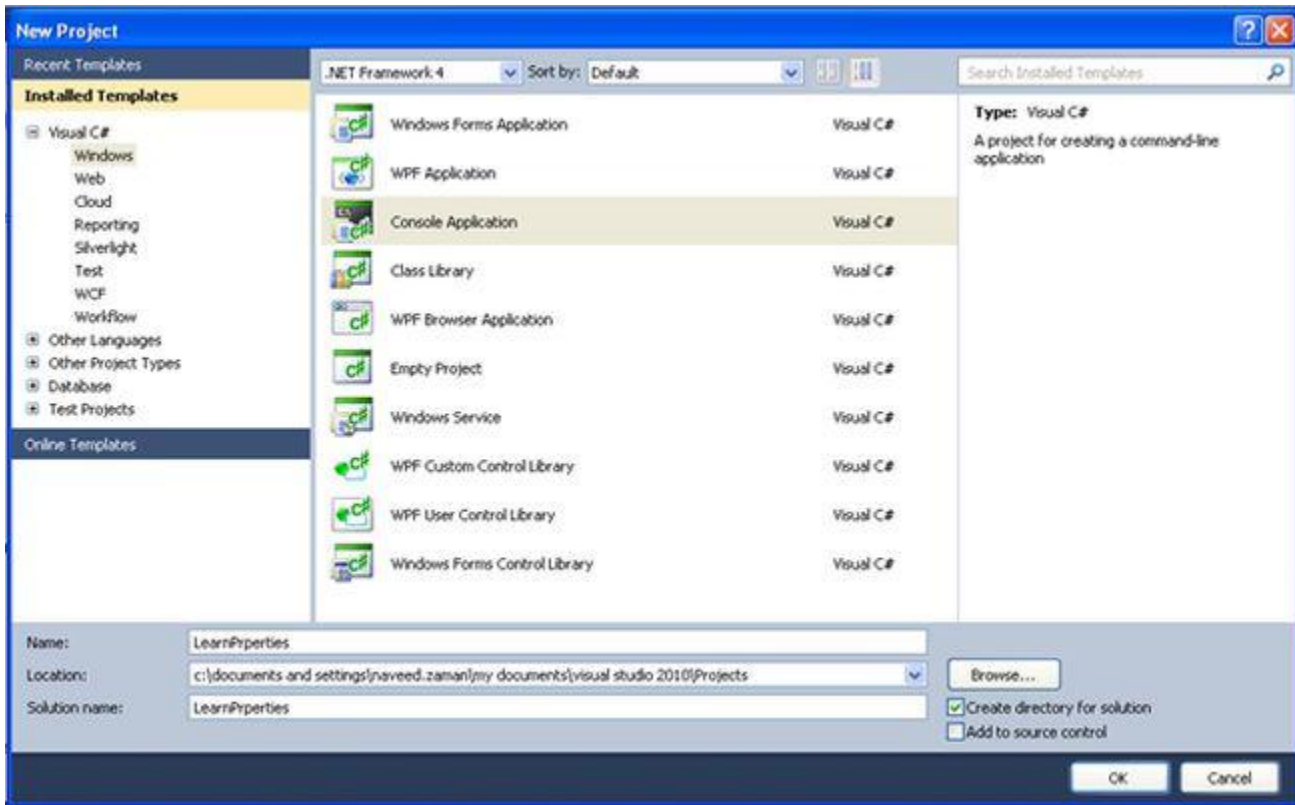 New Project
Recent Templates
Installed Templates
Visual C#
Windows
Web
Cloud
Reporting
Silverlight
Test
WCF
Workflow
Other Languages
Other Project Types
Database
Test Projects
Online Templates
.NET Framework 4
Sort by: Default
Windows Forms Application Visual C#
WPF Application Visual C#
Console Application Visual C#
Class Library Visual C#
WPF Browser Application Visual C#
Empty Project Visual C#
Windows Service Visual C#
WPF Custom Control Library Visual C#
WPF User Control Library Visual C#
Windows Forms Control Library Visual C#
Search Installed Templates
Type: Visual C#
A project for creating a command-line
application
Name: LearnPrperties
Location: c:\documents and settings\naveed.zaman\my documents\visual studio 2010\Projects
Browse...
Solution name: LearnPrperties
Create directory for solution
Add to source control
OK Cancel